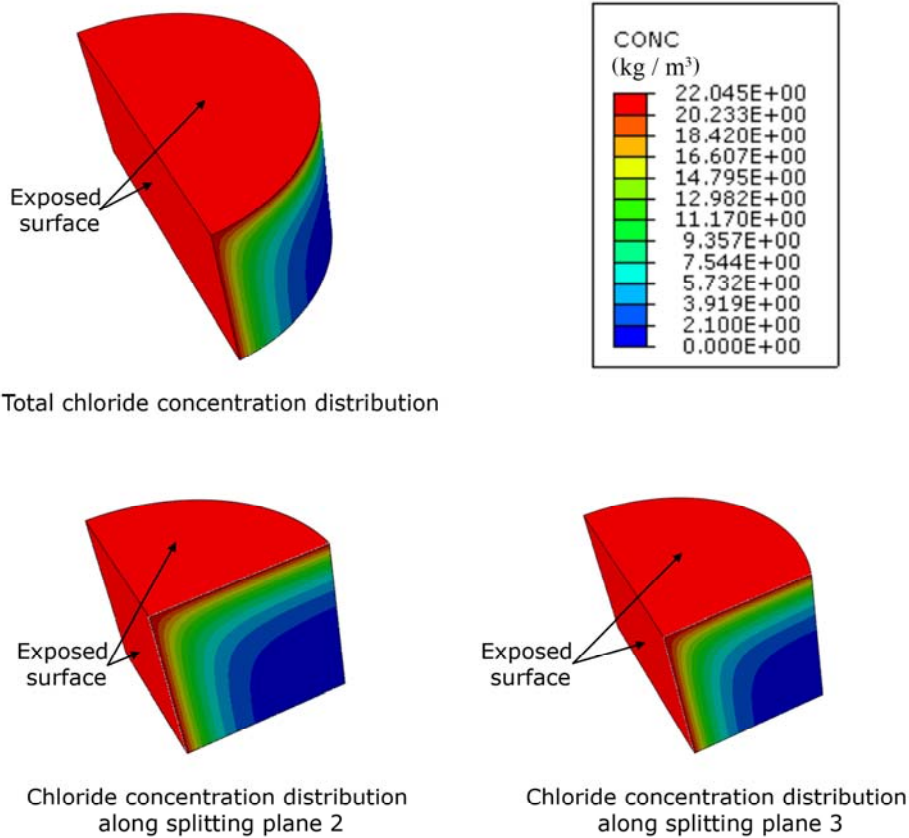 CONC
(kg / m³)
22.045E+00
20.233E+00
18.420E+00
16.607E+00
14.795E+00
12.982E+00
11.170E+00
9.357E+00
7.544E+00
5.732E+00
3.919E+00
2.100E+00
0.000E+00
Exposed
surface
Total chloride concentration distribution
Exposed
surface
Chloride concentration distribution
along splitting plane 2
Exposed
surface
Chloride concentration distribution
along splitting plane 3